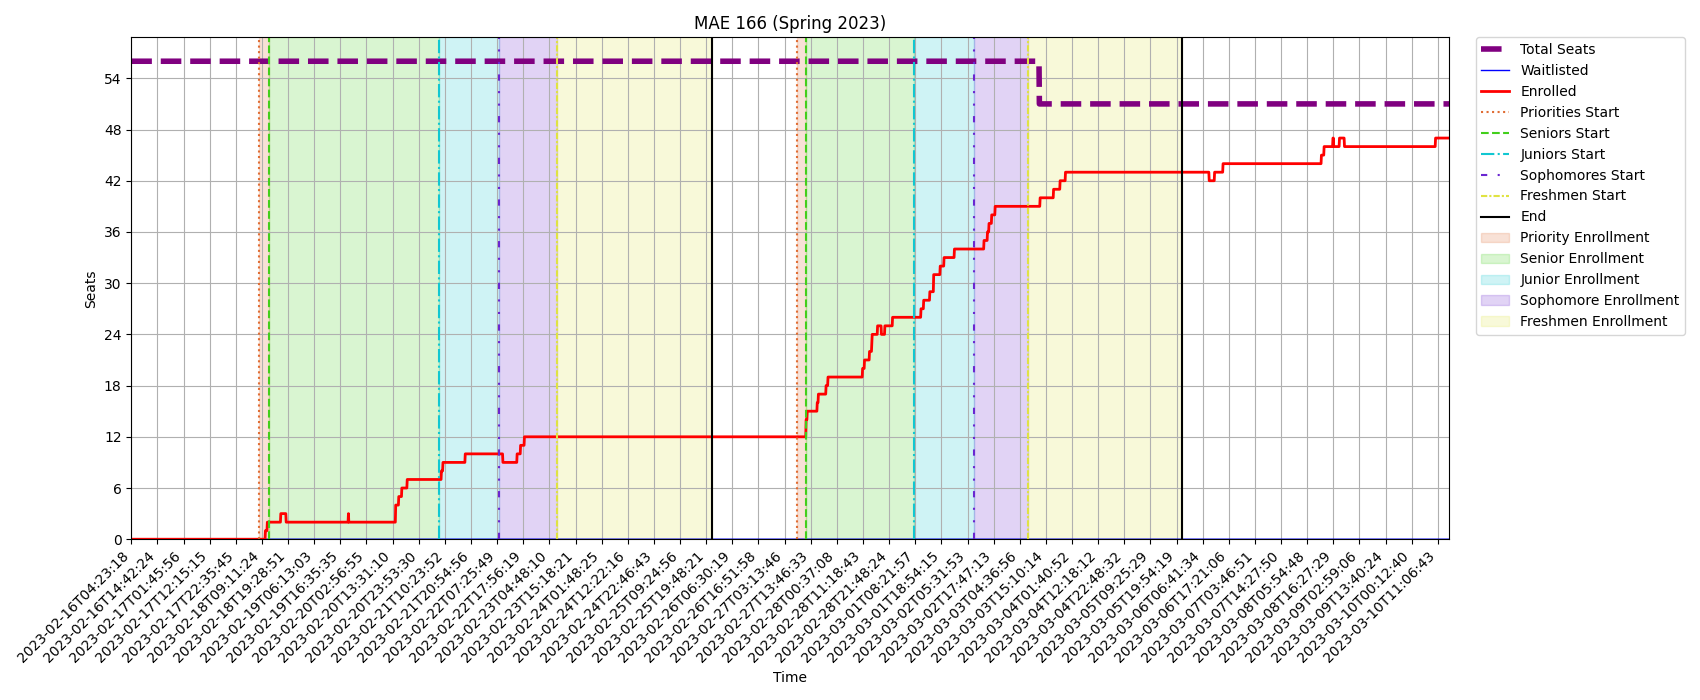 MAE 166 (Spring 2023)
Seats
54
48
42
36
30
24
18
12
6
0
2023-02-16T04:23:18
2023-02-16T14:42:24
2023-02-17T01:45:56
2023-02-17T12:15:15
2023-02-17T22:35:45
2023-02-18T09:11:24
2023-02-18T19:28:51
2023-02-19T06:13:03
2023-02-19T16:35:35
2023-02-20T02:56:55
2023-02-20T13:31:10
2023-02-20T23:53:30
2023-02-21T10:23:52
2023-02-21T20:54:56
2023-02-22T07:25:49
2023-02-22T17:56:19
2023-02-23T04:48:10
2023-02-23T15:18:21
2023-02-24T01:48:25
2023-02-24T12:22:16
2023-02-24T22:46:43
2023-02-25T09:24:56
2023-02-25T19:48:21
2023-02-26T06:30:19
2023-02-26T16:51:58
2023-02-27T03:13:46
2023-02-27T13:46:33
2023-02-28T00:37:08
2023-02-28T11:18:43
2023-02-28T21:48:24
2023-03-01T08:21:57
2023-03-01T18:54:15
2023-03-02T05:31:53
2023-03-02T17:47:13
2023-03-03T04:36:56
2023-03-03T15:10:14
2023-03-04T01:40:52
2023-03-04T12:18:12
2023-03-04T22:48:32
2023-03-05T09:25:29
2023-03-05T19:54:19
2023-03-06T06:41:34
2023-03-06T17:21:06
2023-03-07T03:46:51
2023-03-07T14:27:50
2023-03-08T05:54:48
2023-03-08T16:27:29
2023-03-09T02:59:06
2023-03-09T13:40:24
2023-03-10T00:12:40
2023-03-10T11:06:43
Time
Total Seats
Waitlisted
Enrolled
Priorities Start
Seniors Start
Juniors Start
Sophomores Start
Freshmen Start
End
Priority Enrollment
Senior Enrollment
Junior Enrollment
Sophomore Enrollment
Freshmen Enrollment